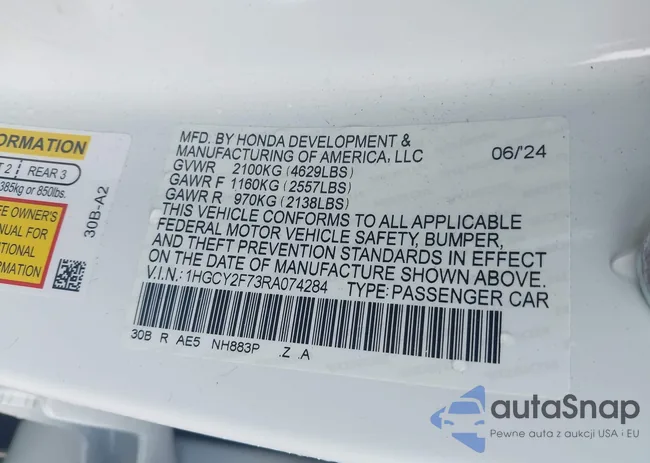 ORMATION
T 2 REAR 3
385kg or 850lbs.
E OWNER'S
ANUAL FOR
ITIONAL
RMATION
30B-A2
MFD. BY HONDA DEVELOPMENT & 06/'24
MANUFACTURING OF AMERICA, LLC
GVWR 2100KG (4629LBS)
GAWR F 1160KG (2557LBS)
GAWR R 970KG (2138LBS)
THIS VEHICLE CONFORMS TO ALL APPLICABLE
FEDERAL MOTOR VEHICLE SAFETY, BUMPER,
AND THEFT PREVENTION STANDARDS IN EFFECT
ON THE DATE OF MANUFACTURE SHOWN ABOVE.
V.I.N.: 1HGCY2F73RA074284 TYPE: PASSENGER CAR
30B R AE5 NH883P .Z .A
autaSnap
Pewne auta z aukcji USA i EU